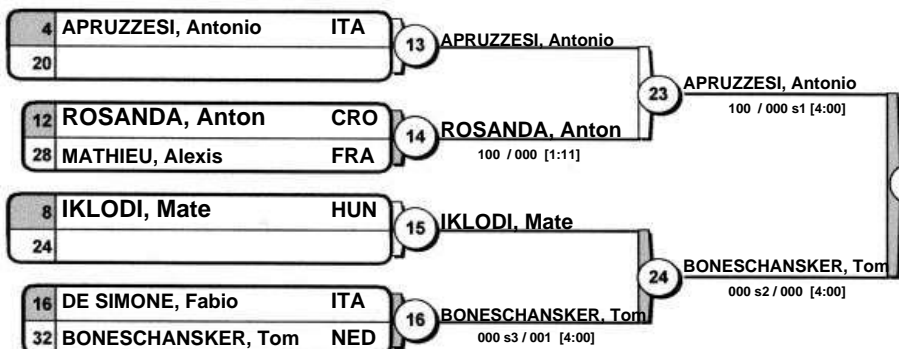 4 APRUZZESI, Antonio ITA
20
13 APRUZZESI, Antonio
12 ROSANDA, Anton CRO
28 MATHIEU, Alexis FRA
14 ROSANDA, Anton
100 / 000 [1:11]
23 APRUZZESI, Antonio
100 / 000 s1 [4:00]
8 IKLODI, Mate HUN
24
15 IKLODI, Mate
16 DE SIMONE, Fabio ITA
32 BONESCHANSKER, Tom NED
16 BONESCHANSKER, Tom
000 s3 / 001 [4:00]
24 BONESCHANSKER, Tom
000 s2 / 000 [4:00]